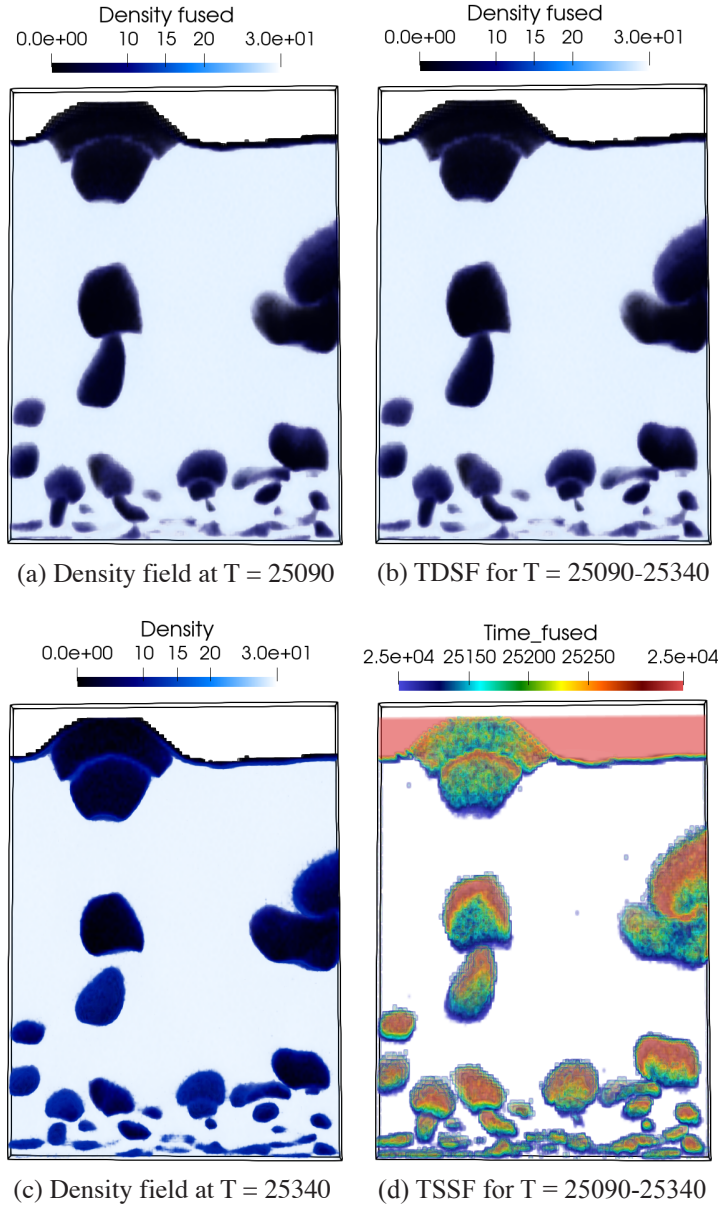 Density fused
0.0e+00 10 15 20 3.0e+01
Density fused
0.0e+00 10 15 20 3.0e+01
(a) Density field at T = 25090
(b) TDSF for T = 25090-25340
Density
0.0e+00 10 15 20 3.0e+01
Time_fused
2.5e+04 25150 25200 25250 2.5e+04
(c) Density field at T = 25340
(d) TSSF for T = 25090-25340